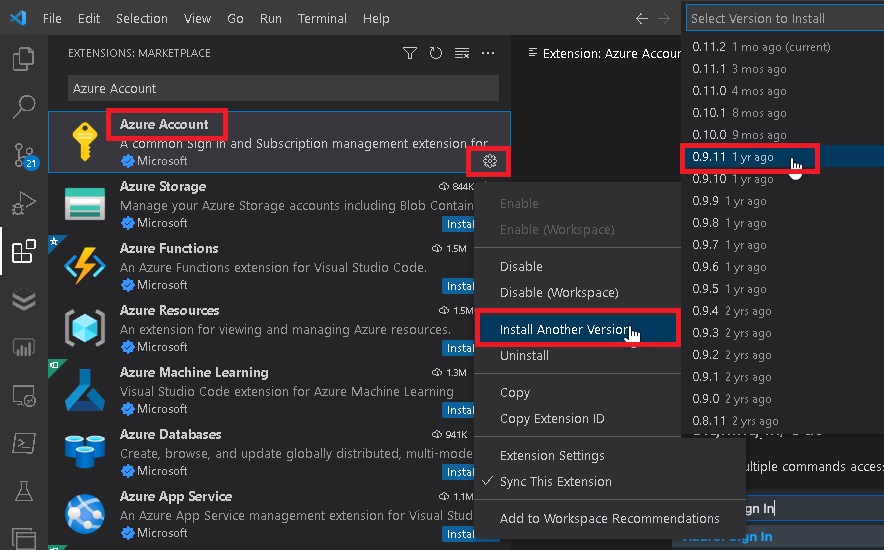 File Edit Selection View Go Run Terminal Help
EXTENSIONS: MARKETPLACE
Azure Account
Azure Account
A common Sign in and Subscription management extension for
Microsoft
Azure Storage
844K
Manage your Azure Storage accounts including Blob Contain
Microsoft
Install
Azure Functions
1.5M
An Azure Functions extension for Visual Studio Code.
Microsoft
Install
Azure Resources
1.5M
An extension for viewing and managing Azure resources.
Microsoft
Install
Azure Machine Learning
1.3M
Visual Studio Code extension for Azure Machine Learning
Microsoft
Install
Azure Databases
941K
Create, browse, and update globally distributed, multi-mode
Microsoft
Install
Azure App Service
1.1M
An Azure App Service management extension for Visual Stud
Microsoft
Install
21
Extension: Azure Accour
Enable
Enable (Workspace)
Disable
Disable (Workspace)
Install Another Version
Uninstall
Copy
Copy Extension ID
Extension Settings
Sync This Extension
Add to Workspace Recommendations
Select Version to Install
0.11.2 1 mo ago (current)
0.11.1 3 mos ago
0.11.0 4 mos ago
0.10.1 8 mos ago
0.10.0 9 mos ago
0.9.11 1 yr ago
0.9.10 1 yr ago
0.9.9 1 yr ago
0.9.8 1 yr ago
0.9.7 1 yr ago
0.9.6 1 yr ago
0.9.5 1 yr ago
0.9.4 2 yrs ago
0.9.3 2 yrs ago
0.9.2 2 yrs ago
0.9.1 2 yrs ago
0.9.0 2 yrs ago
0.8.11 2 yrs ago
ultiple commands access
gn In
Azure: Sign In